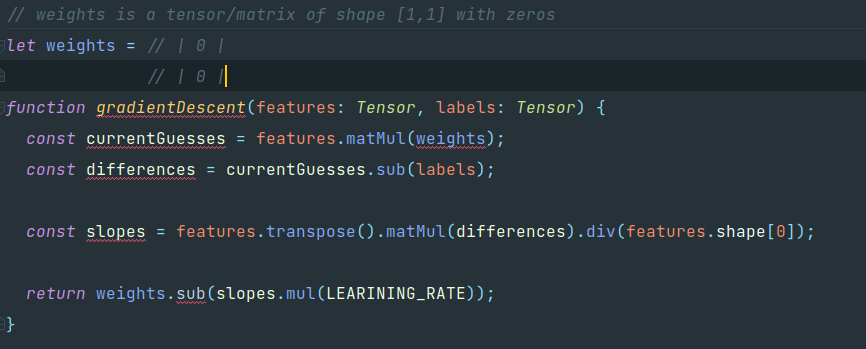 // weights is a tensor/matrix of shape [1,1] with zeros
let weights = // | 0 |
// | 0 |
function gradientDescent(features: Tensor, labels: Tensor) {
const currentGuesses = features.matMul(weights);
const differences = currentGuesses.sub(labels);
const slopes = features.transpose().matMul(differences).div(features.shape[0]);
return weights.sub(slopes.mul(LEARINING_RATE));
}